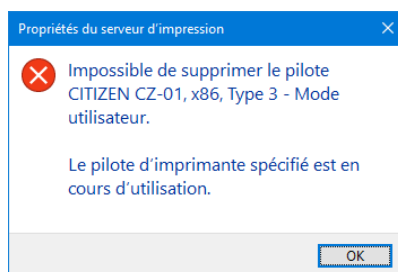 Propriétés du serveur d'impression
Impossible de supprimer le pilote
CITIZEN CZ-01, x86, Type 3 - Mode
utilisateur.
Le pilote d'imprimante spécifié est en
cours d'utilisation.
OK